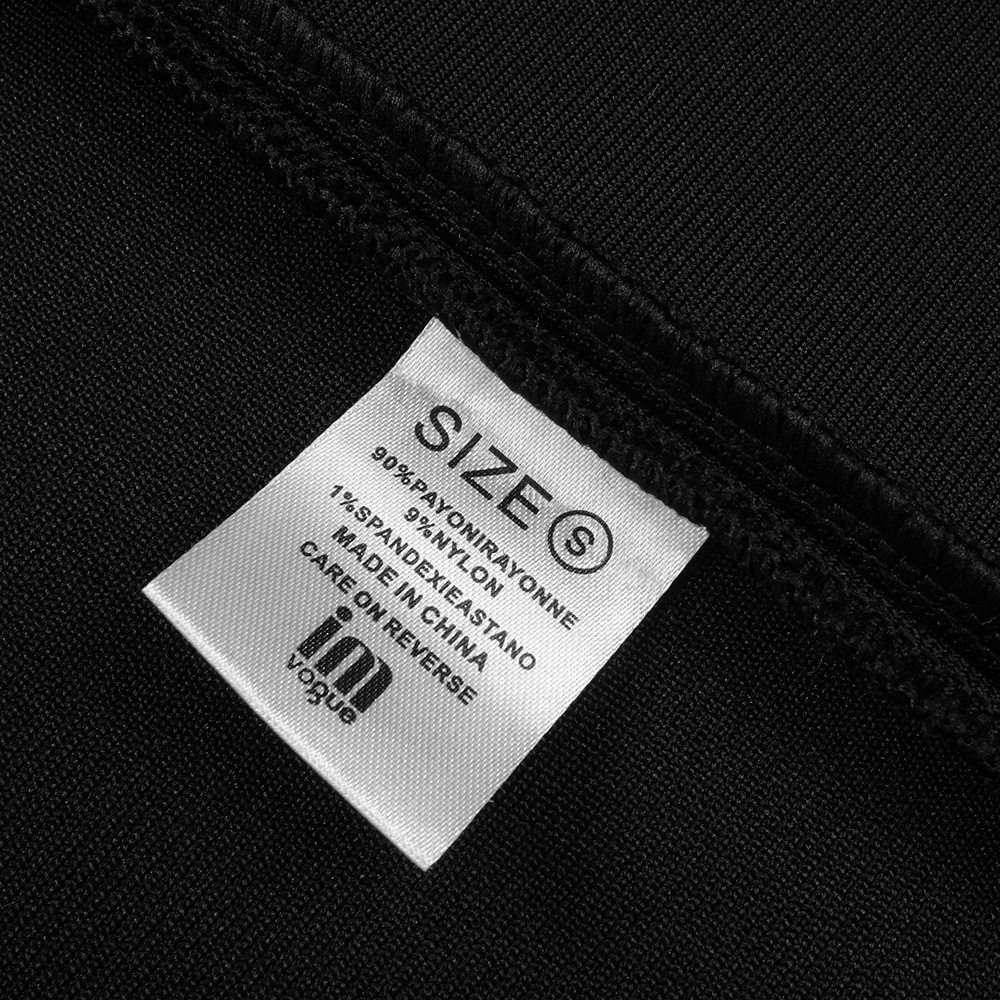 SIZE S
90%PAYONIRAYONNE
9%NYLON
1%SPANDEXIEASTANO
MADE IN CHINA
CARE ON REVERSE
im
vogue